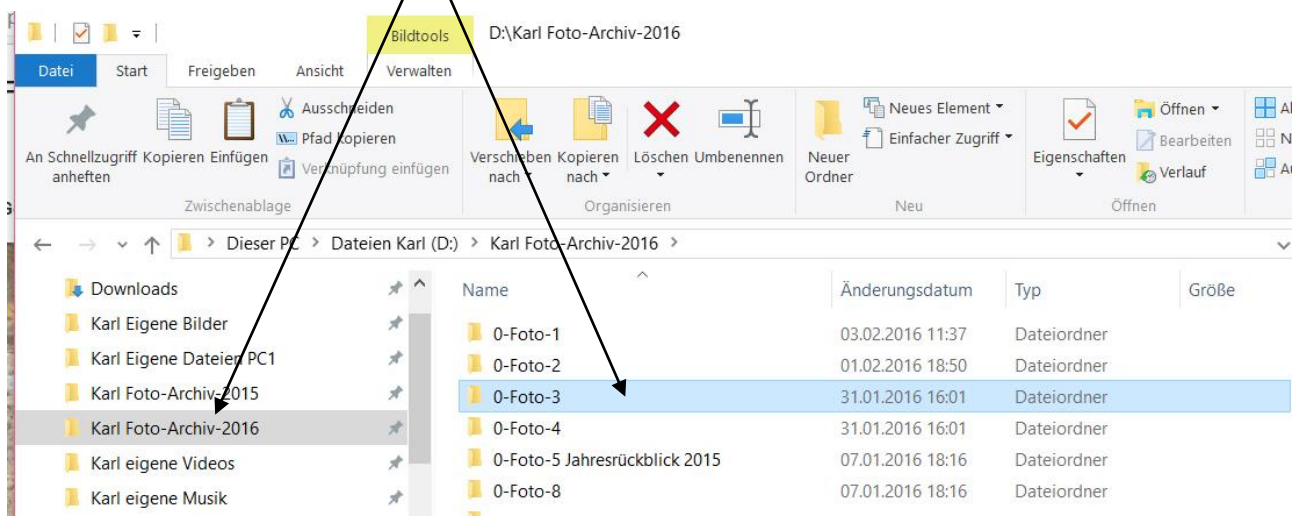 Bildtools D:\Karl Foto-Archiv-2016
Datei Start Freigeben Ansicht Verwalten
An Schnellzugriff anheften
Kopieren
Einfügen
Ausschneiden
Pfad kopieren
Verknüpfung einfügen
Zwischenablage
Verschieben nach
Kopieren nach
Löschen
Umbenennen
Organisieren
Neuer Ordner
Neues Element
Einfacher Zugriff
Neu
Eigenschaften
Öffnen
Bearbeiten
Verlauf
Öffnen
Dieser PC > Dateien Karl (D:) > Karl Foto-Archiv-2016 >
Downloads
Karl Eigene Bilder
Karl Eigene Dateien PC1
Karl Foto-Archiv-2015
Karl Foto-Archiv-2016
Karl eigene Videos
Karl eigene Musik
Name Änderungsdatum Typ Größe
0-Foto-1 03.02.2016 11:37 Dateiordner
0-Foto-2 01.02.2016 18:50 Dateiordner
0-Foto-3 31.01.2016 16:01 Dateiordner
0-Foto-4 31.01.2016 16:01 Dateiordner
0-Foto-5 Jahresrückblick 2015 07.01.2016 18:16 Dateiordner
0-Foto-8 07.01.2016 18:16 Dateiordner